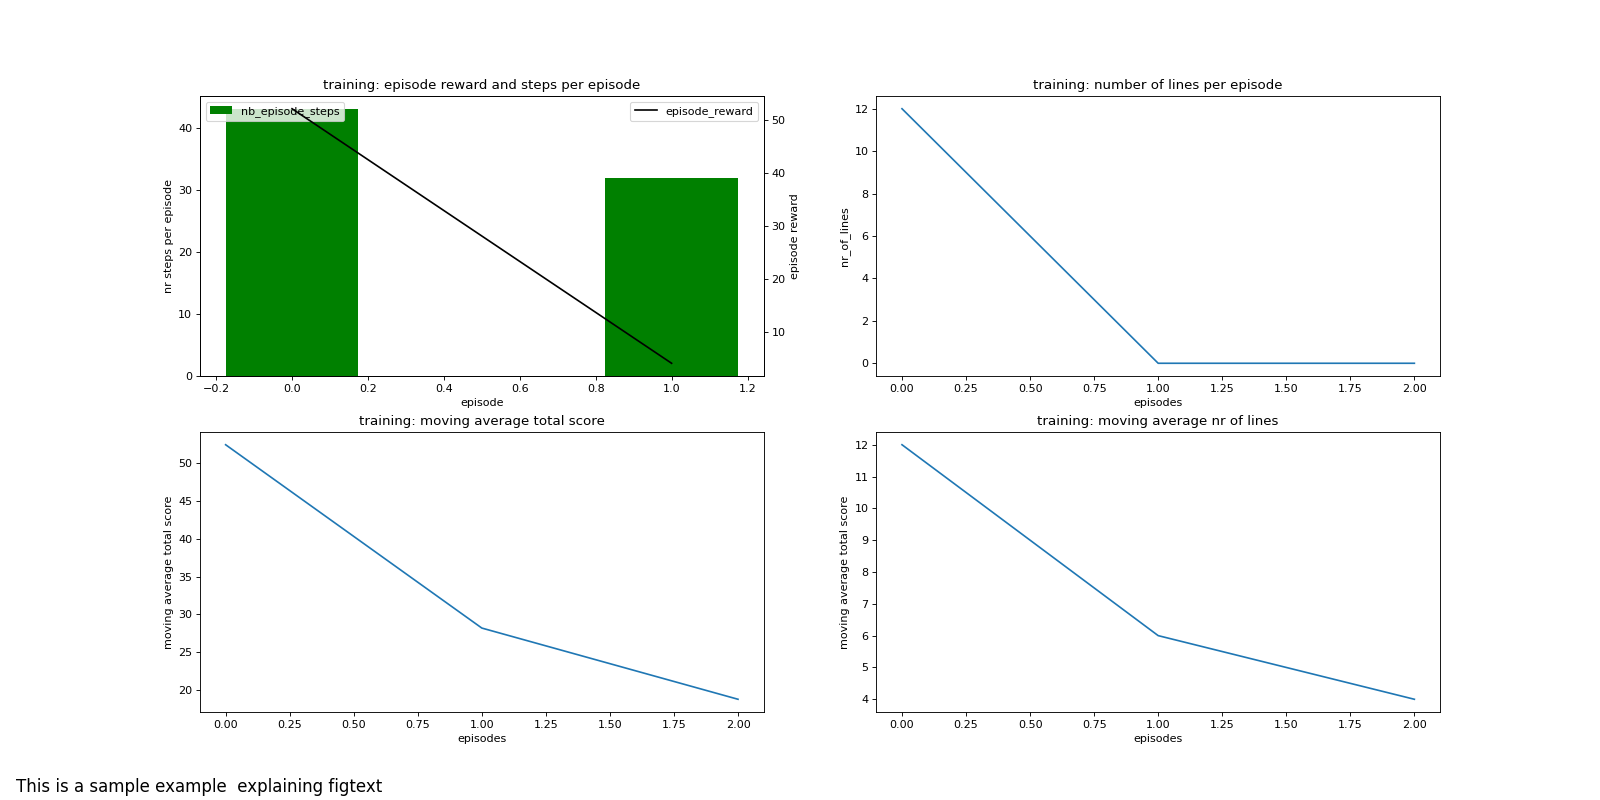 training: episode reward and steps per episode
nb_episode_steps
episode_reward
nr steps per episode
40
30
20
10
0
50
40
30
20
10
episode reward
−0.2 0.0 0.2 0.4 0.6 0.8 1.0 1.2
episode
training: number of lines per episode
nr_of_lines
12
10
8
6
4
2
0
0.00 0.25 0.50 0.75 1.00 1.25 1.50 1.75 2.00
episodes
training: moving average total score
moving average total score
50
45
40
35
30
25
20
0.00 0.25 0.50 0.75 1.00 1.25 1.50 1.75 2.00
episodes
training: moving average nr of lines
moving average total score
12
11
10
9
8
7
6
5
4
0.00 0.25 0.50 0.75 1.00 1.25 1.50 1.75 2.00
episodes
This is a sample example  explaining figtext